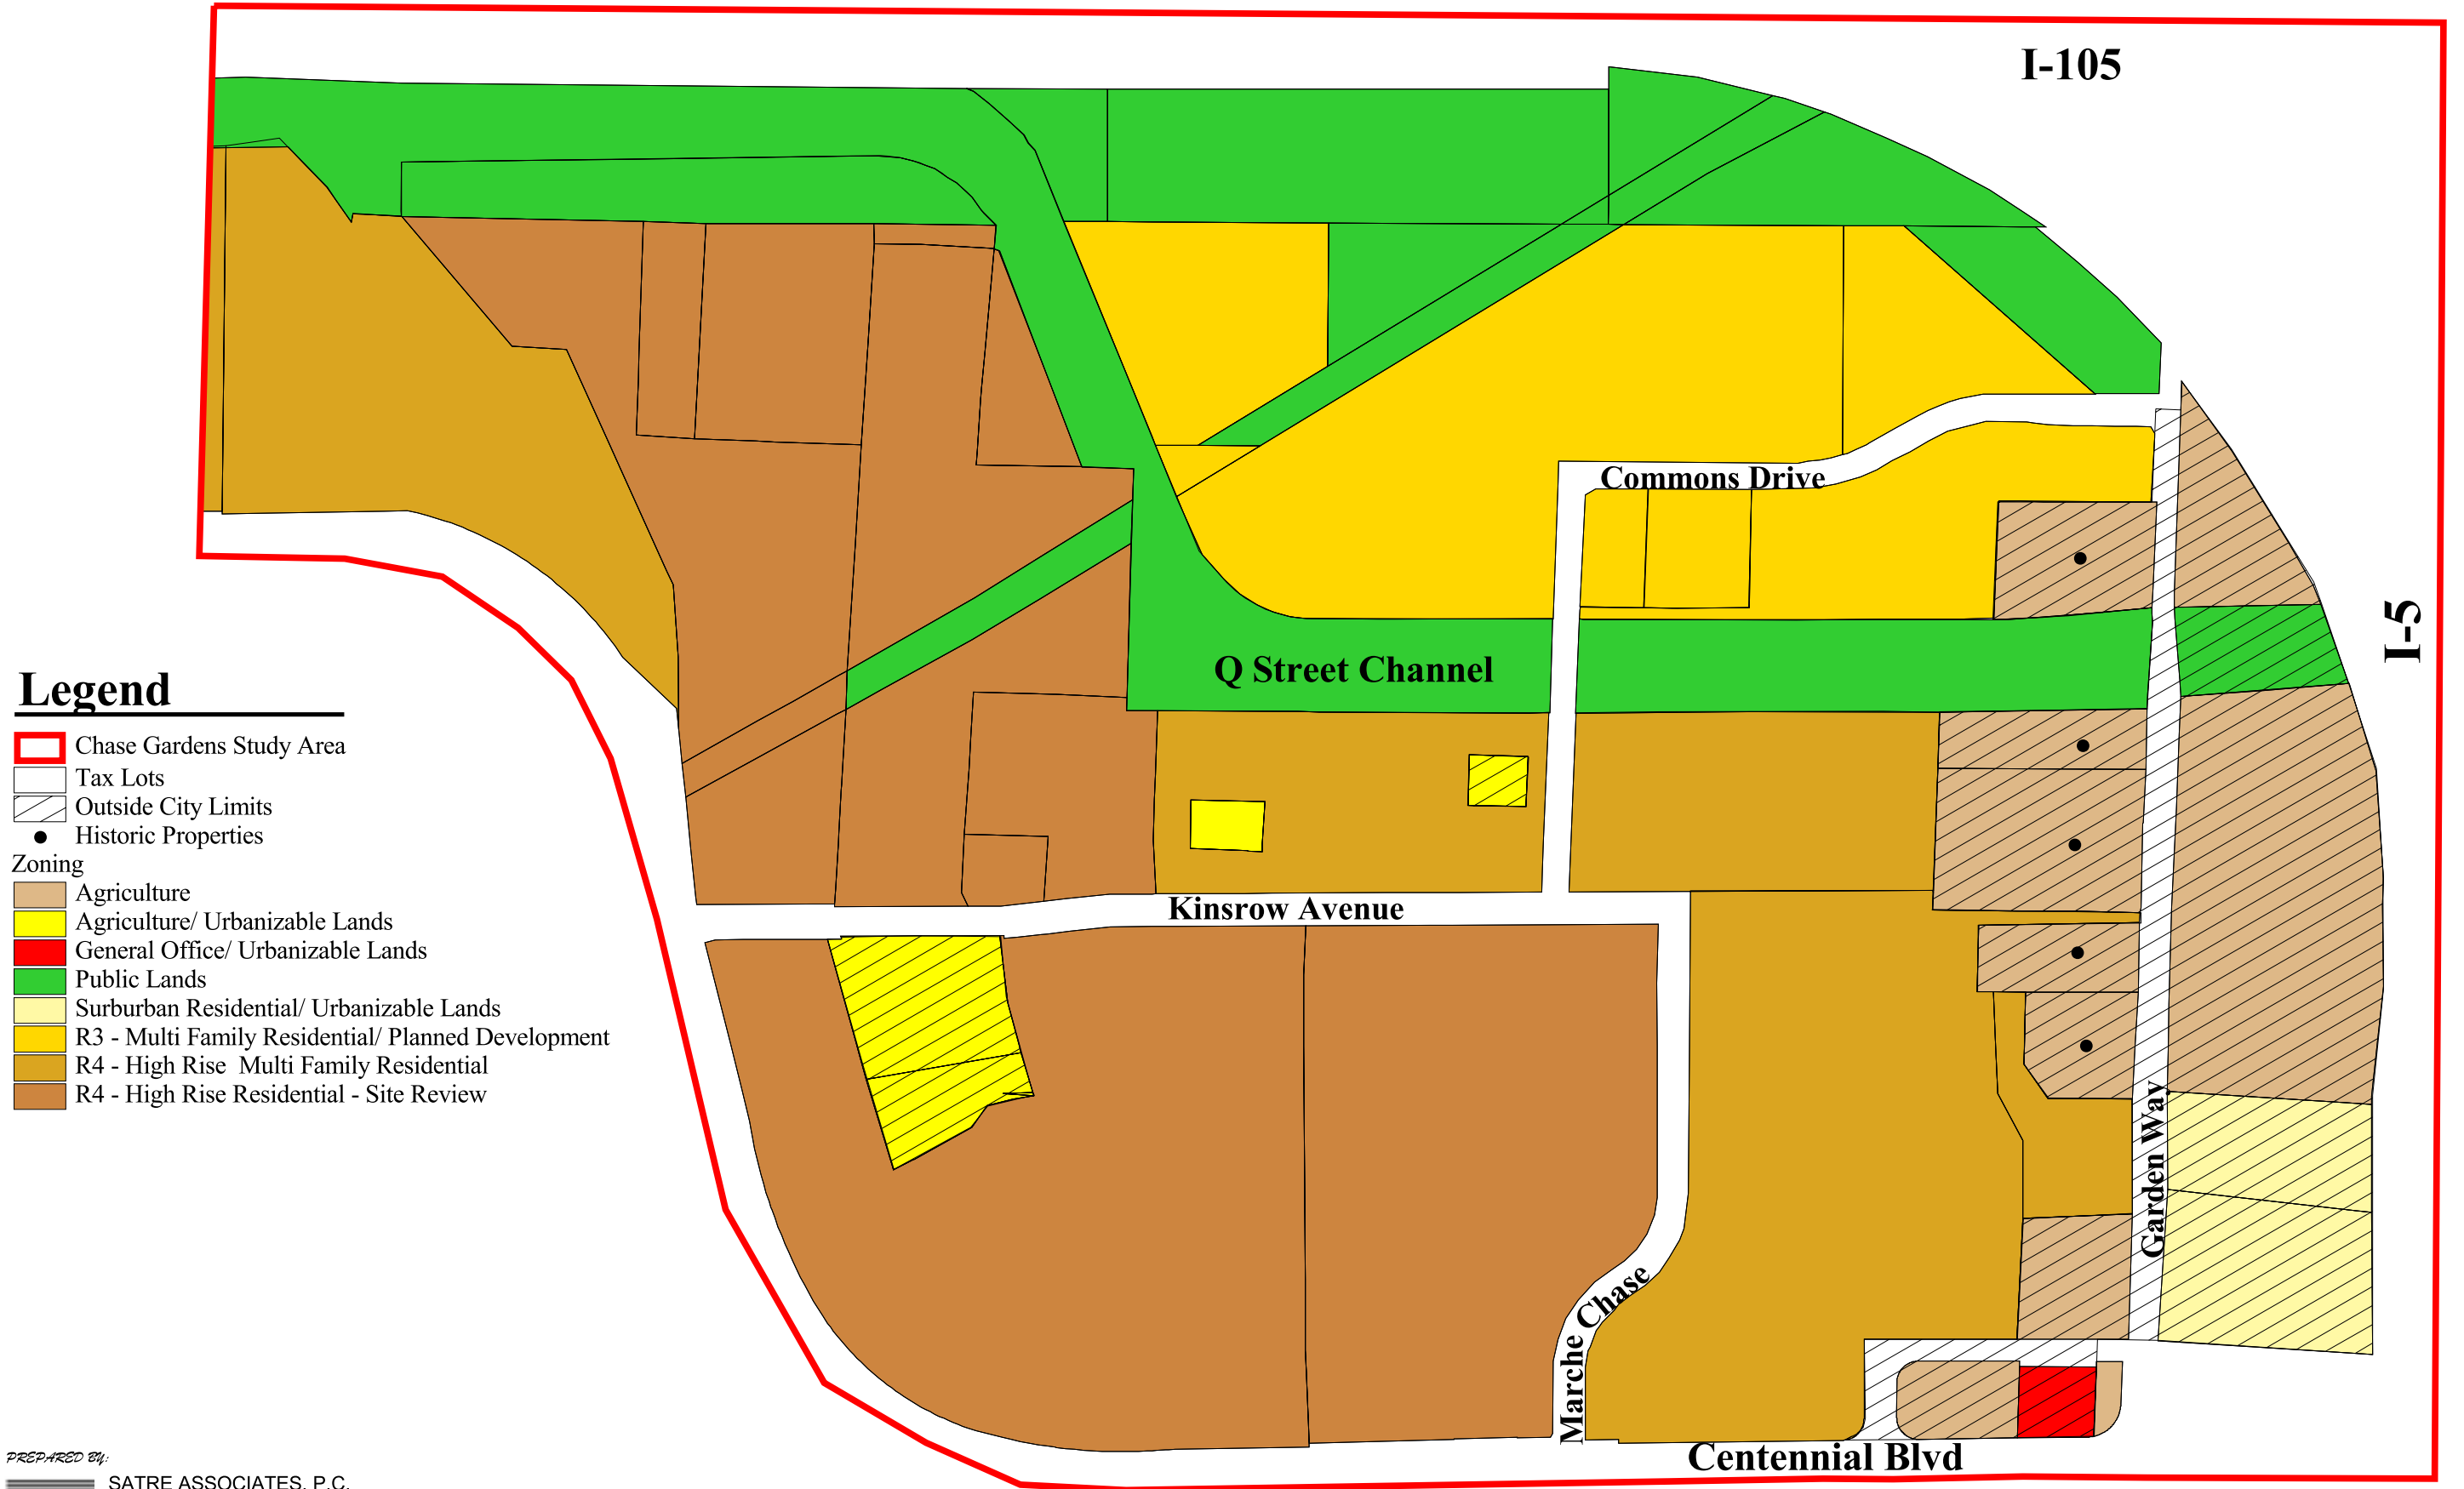 I-105
Commons Drive
I-5
Q Street Channel
Legend
Chase Gardens Study Area
Tax Lots
Outside City Limits
Historic Properties
Zoning
Agriculture
Agriculture/ Urbanizable Lands
General Office/ Urbanizable Lands
Public Lands
Surburban Residential/ Urbanizable Lands
R3 - Multi Family Residential/ Planned Development
R4 - High Rise  Multi Family Residential
R4 - High Rise Residential - Site Review
Kinsrow Avenue
Garden Way
Marche Chase
Centennial Blvd
PREPARED BY:
SATRE ASSOCIATES, P.C.